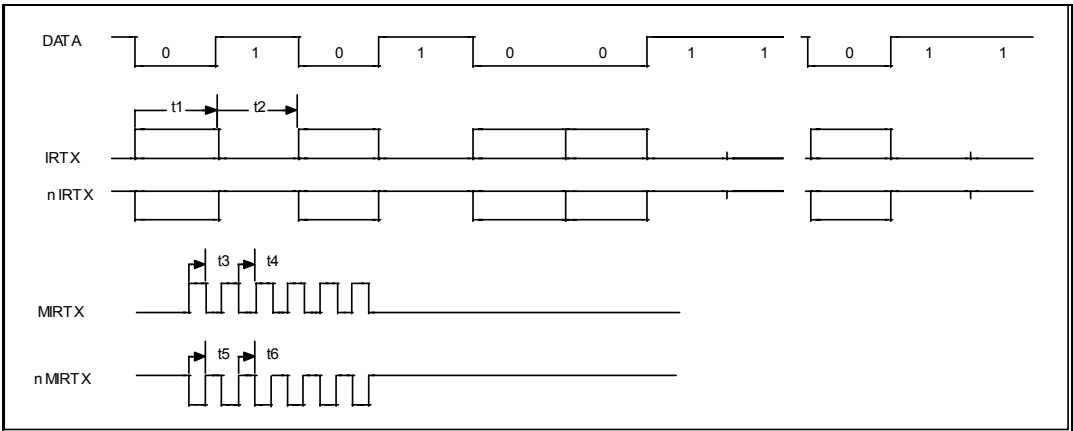 DATA
0 1 0 1 0 0 1 1 0 1 1
t1 t2
IRTX
nIRTX
t3 t4
MIRTX
t5 t6
nMIRTX